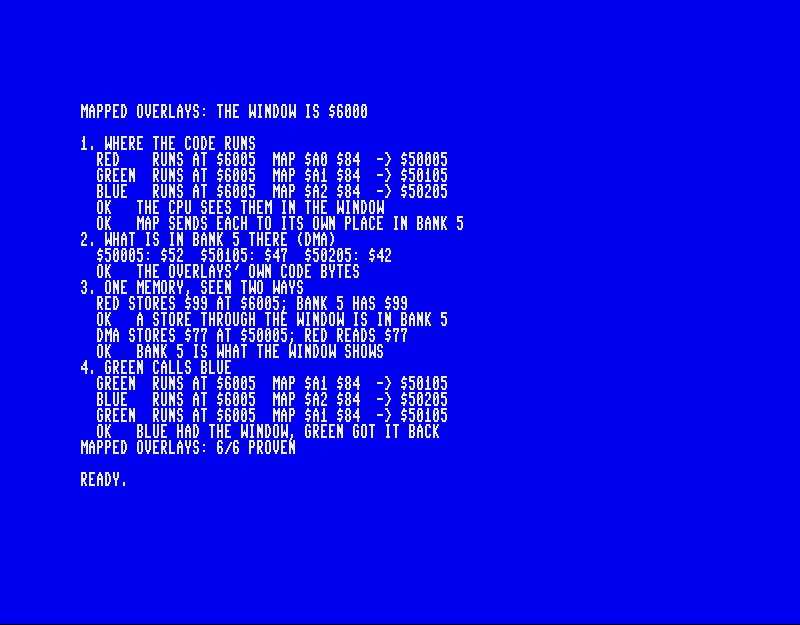 MAPPED OVERLAYS: THE WINDOW IS $6000
1. WHERE THE CODE RUNS
RED    RUNS AT $6005  MAP $A0 $84  -> $50005
GREEN  RUNS AT $6005  MAP $A1 $84  -> $50105
BLUE   RUNS AT $6005  MAP $A2 $84  -> $50205
OK   THE CPU SEES THEM IN THE WINDOW
OK   MAP SENDS EACH TO ITS OWN PLACE IN BANK 5
2. WHAT IS IN BANK 5 THERE (DMA)
$50005: $52  $50105: $47  $50205: $42
OK   THE OVERLAYS' OWN CODE BYTES
3. ONE MEMORY, SEEN TWO WAYS
RED STORES $99 AT $6005; BANK 5 HAS $99
OK   A STORE THROUGH THE WINDOW IS IN BANK 5
DMA STORES $77 AT $50005; RED READS $77
OK   BANK 5 IS WHAT THE WINDOW SHOWS
4. GREEN CALLS BLUE
GREEN  RUNS AT $6005  MAP $A1 $84  -> $50105
BLUE   RUNS AT $6005  MAP $A2 $84  -> $50205
GREEN  RUNS AT $6005  MAP $A1 $84  -> $50105
OK   BLUE HAD THE WINDOW, GREEN GOT IT BACK
MAPPED OVERLAYS: 6/6 PROVEN
READY.